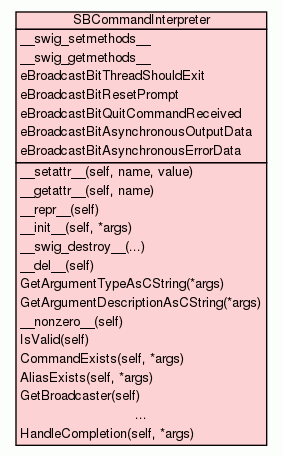 SBCommandInterpreter
__swig_setmethods__
__swig_getmethods__
eBroadcastBitThreadShouldExit
eBroadcastBitResetPrompt
eBroadcastBitQuitCommandReceived
eBroadcastBitAsynchronousOutputData
eBroadcastBitAsynchronousErrorData
__setattr__(self, name, value)
__getattr__(self, name)
__repr__(self)
__init__(self, *args)
__swig_destroy__(...)
__del__(self)
GetArgumentTypeAsCString(*args)
GetArgumentDescriptionAsCString(*args)
__nonzero__(self)
IsValid(self)
CommandExists(self, *args)
AliasExists(self, *args)
GetBroadcaster(self)
...
HandleCompletion(self, *args)